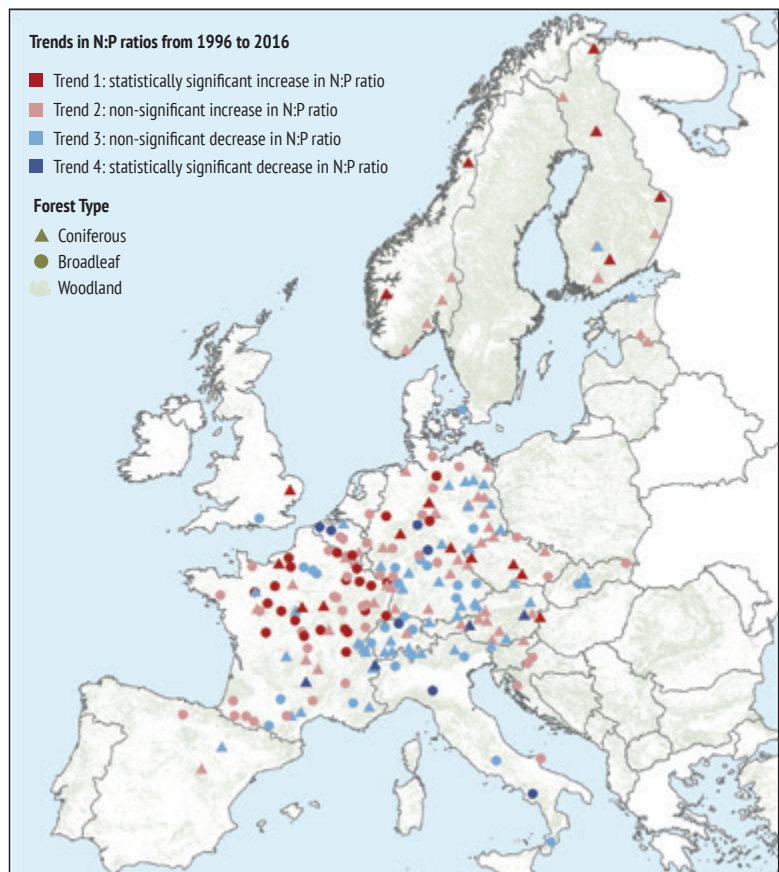 Trends in N:P ratios from 1996 to 2016
Trend 1: statistically significant increase in N:P ratio
Trend 2: non-significant increase in N:P ratio
Trend 3: non-significant decrease in N:P ratio
Trend 4: statistically significant decrease in N:P ratio
Forest Type
Coniferous
Broadleaf
Woodland